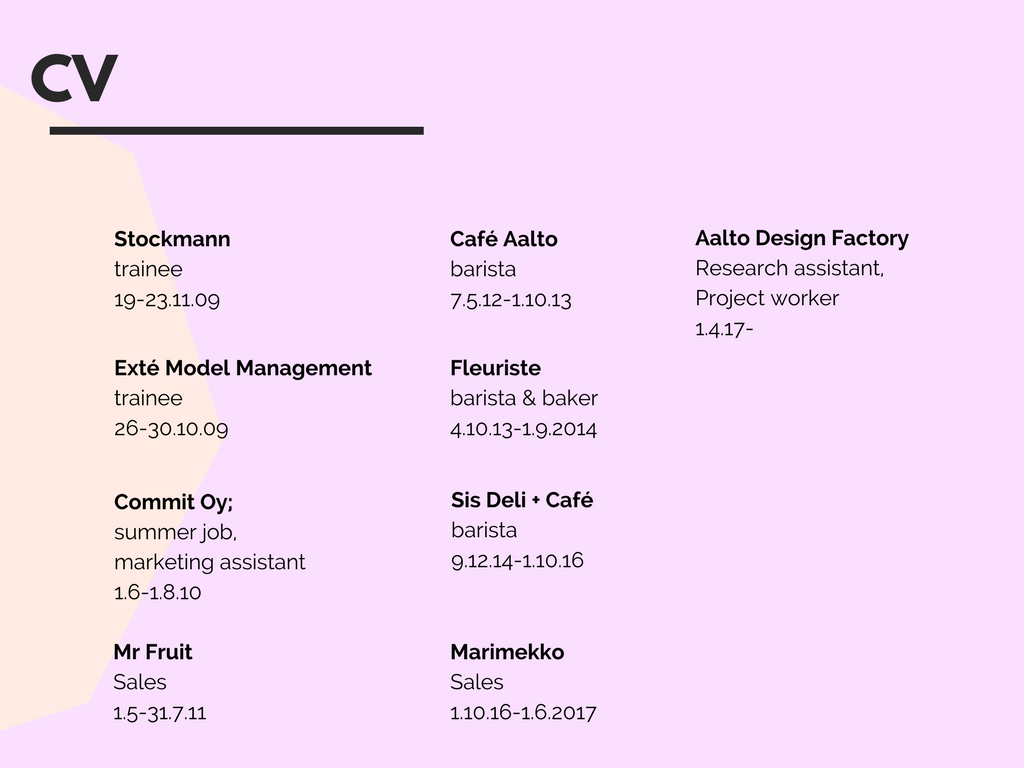 CV
Stockmann
trainee
19-23.11.09
Exté Model Management
trainee
26-30.10.09
Commit Oy;
summer job,
marketing assistant
1.6-1.8.10
Mr Fruit
Sales
1.5-31.7.11
Café Aalto
barista
7.5.12-1.10.13
Fleuriste
barista & baker
4.10.13-1.9.2014
Sis Deli + Café
barista
9.12.14-1.10.16
Marimekko
Sales
1.10.16-1.6.2017
Aalto Design Factory
Research assistant,
Project worker
1.4.17-